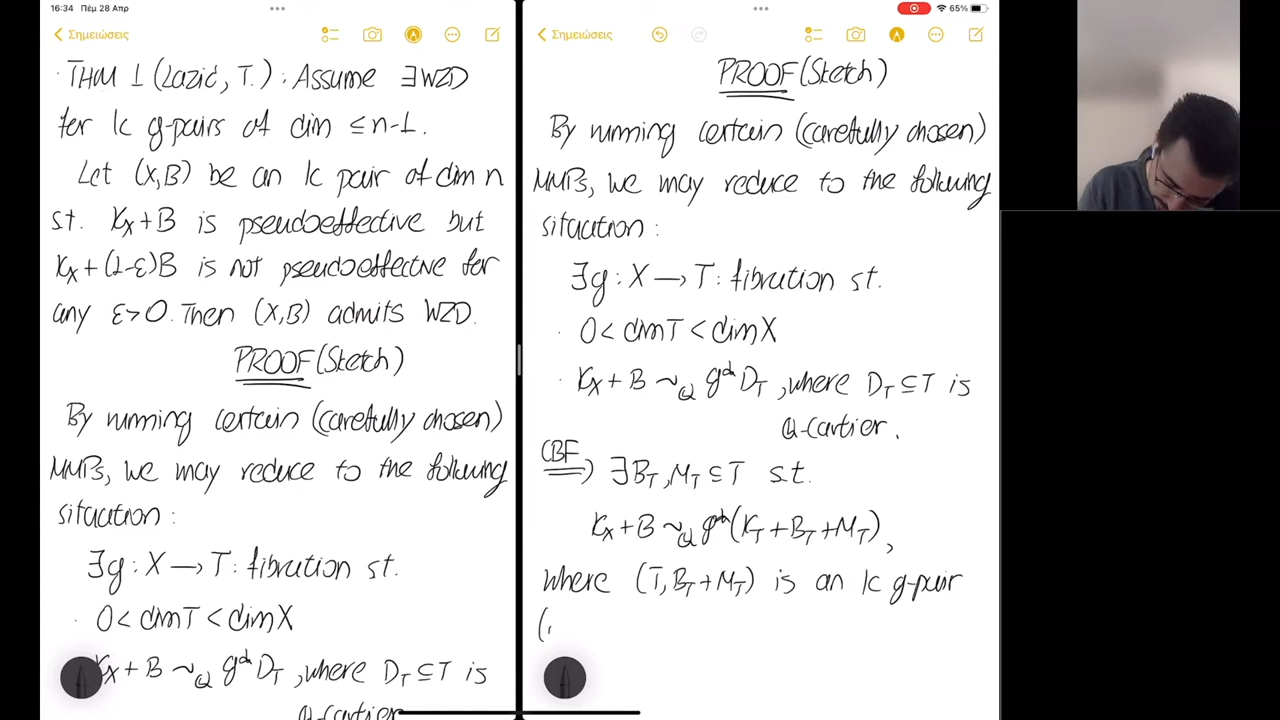 16:34 Πέμ 28 Απρ
Σημειώσεις
THM 1 (Lazić, T.): Assume ∃WZD
for lc g-pairs of dim ≤ n-1.
Let (X,B) be an lc pair of dim n
s.t. K_X + B is pseudoeffective but
K_X + (1-ε)B is not pseudoeffective for
any ε>0. Then (X,B) admits WZD.
PROOF (Sketch)
By running certain (carefully chosen)
MMPs, we may reduce to the following
situation:
∃g: X → T: fibration st.
· 0 < dim T < dim X
K_X + B ~_Q g^* D_T, where D_T ⊆ T is
Q-Cartier
65%
Σημειώσεις
PROOF (Sketch)
By running certain (carefully chosen)
MMPs, we may reduce to the following
situation:
∃g: X → T: fibration st.
· 0 < dim T < dim X
· K_X + B ~_Q g^* D_T, where D_T ⊆ T is
Q-Cartier.
CBF ⟹ ∃B_T, M_T ⊆ T s.t.
K_X + B ~_Q g^*(K_T + B_T + M_T),
where (T, B_T + M_T) is an lc g-pair
(